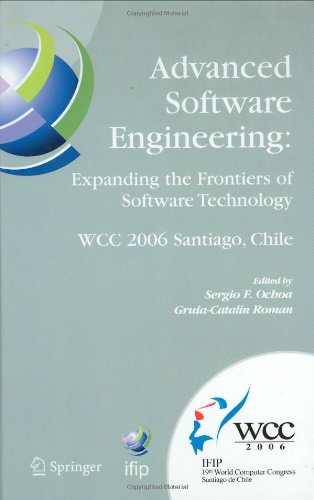 Advanced
Software
Engineering:
Expanding the Frontiers of
Software Technology
WCC 2006 Santiago, Chile
Edited by
Sergio F. Ochoa
Gruia-Catalin Roman
WCC
2006
IFIP
19th World Computer Congress
Santiago de Chile
Springer
ifip